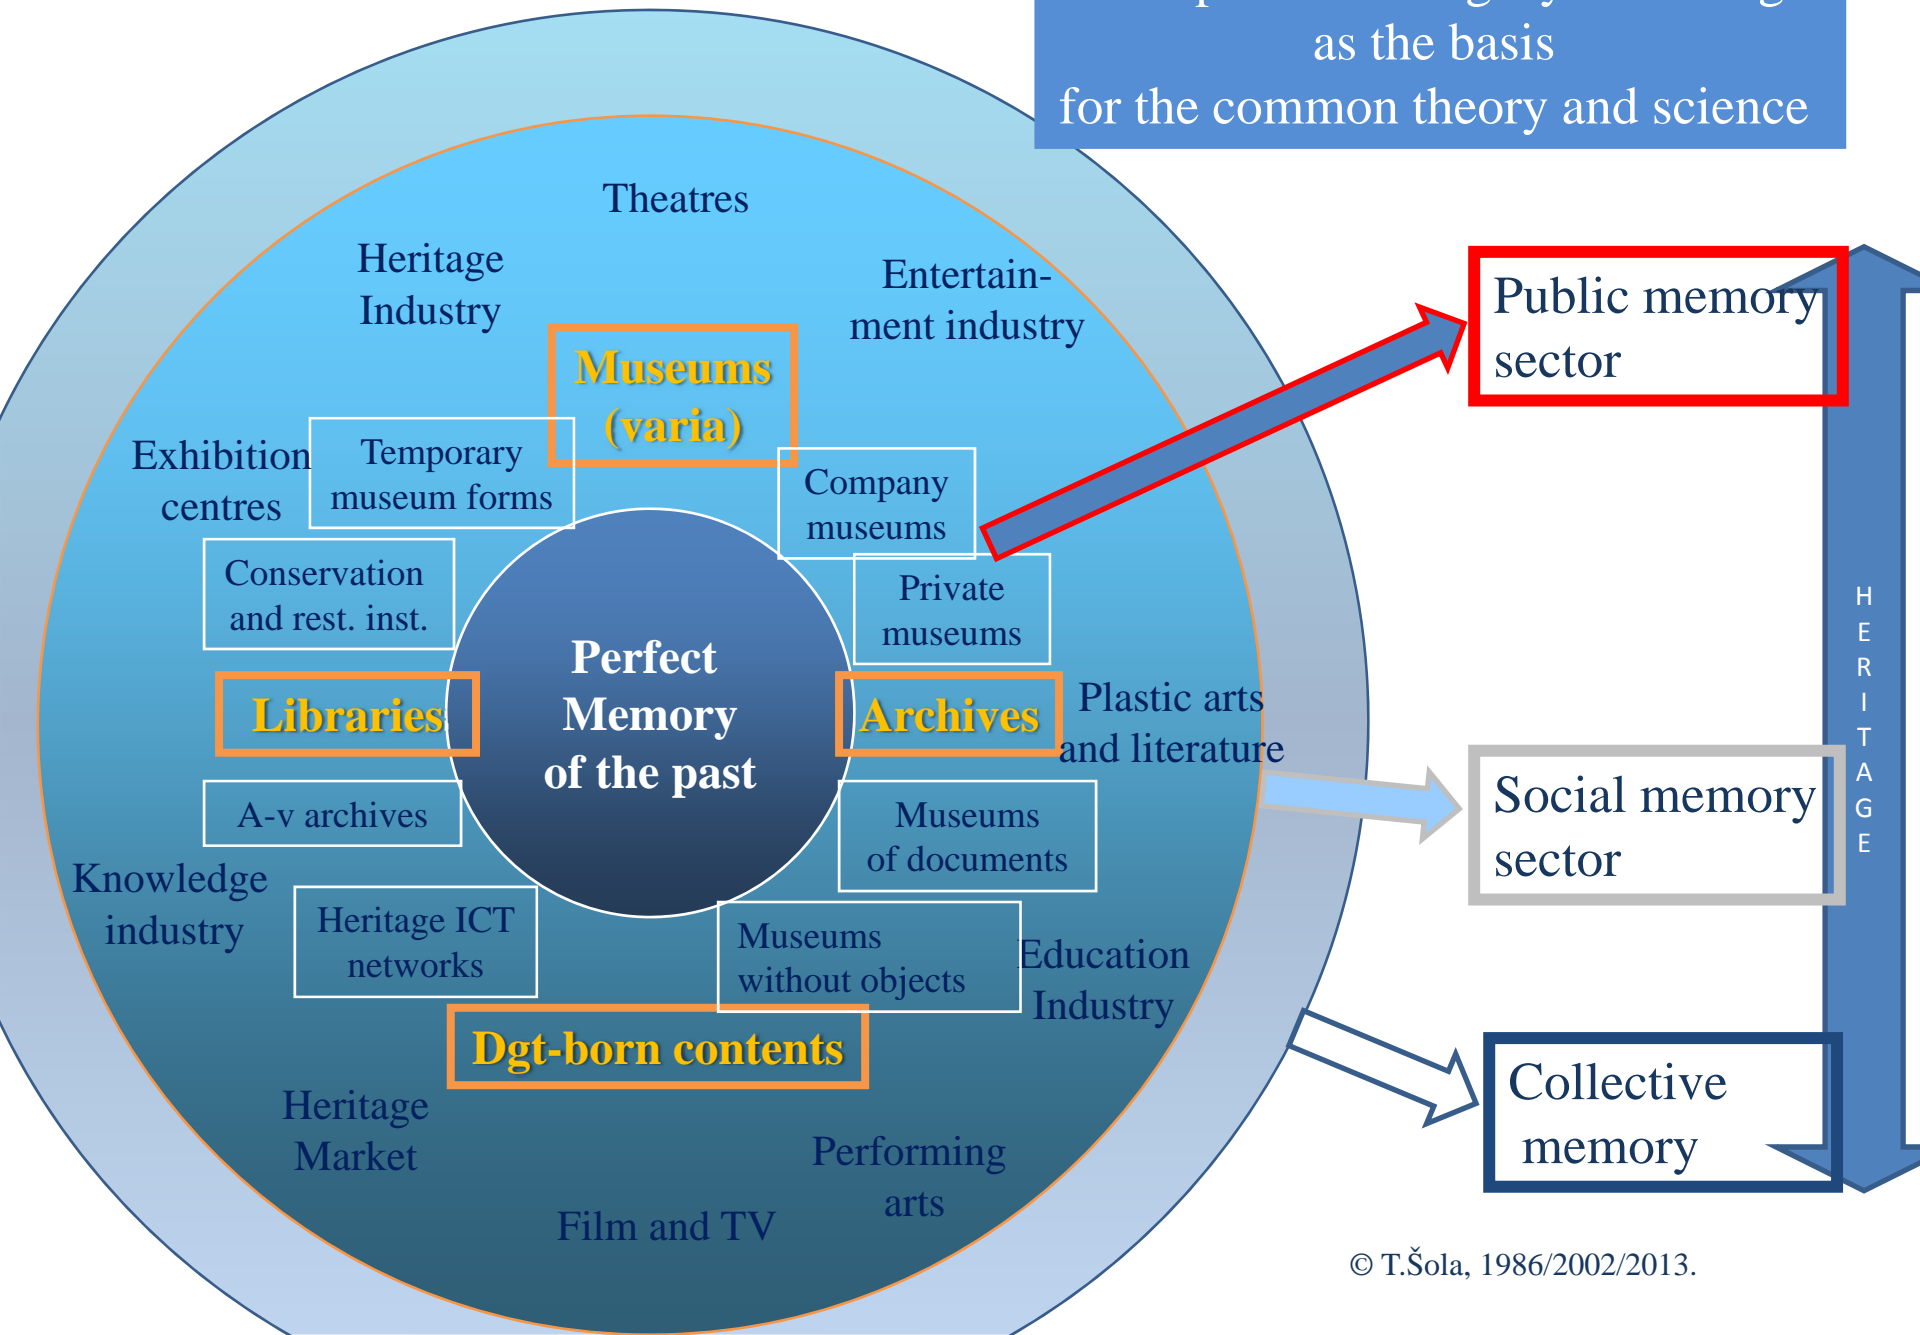 as the basis
for the common theory and science
Theatres
Heritage
Industry
Entertain-
ment industry
Museums
(varia)
Exhibition
centres
Temporary
museum forms
Company
museums
Conservation
and rest. inst.
Private
museums
Perfect
Memory
of the past
Libraries
Archives
Plastic arts
and literature
A-v archives
Museums
of documents
Knowledge
industry
Heritage ICT
networks
Museums
without objects
Education
Industry
Dgt-born contents
Heritage
Market
Performing
arts
Film and TV
Public memory
sector
Social memory
sector
Collective
memory
HERITAGE
© T.Šola, 1986/2002/2013.